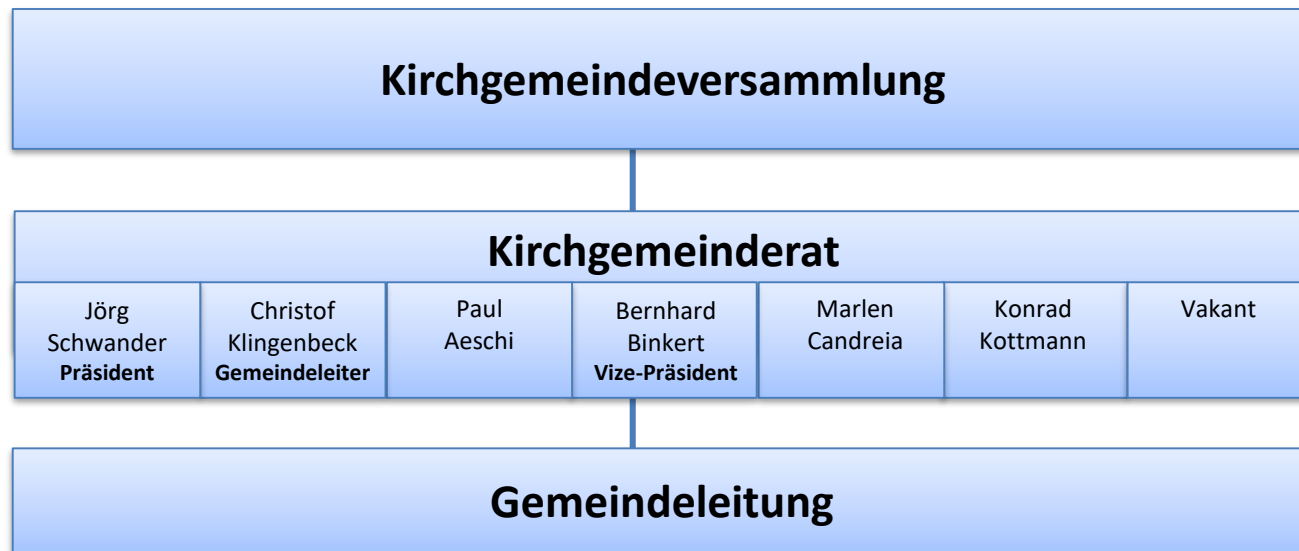 Kirchgemeindeversammlung
Kirchgemeinderat
Jörg
Schwander
Präsident
Christof
Klingenbeck
Gemeindeleiter
Paul
Aeschi
Bernhard
Binkert
Vize-Präsident
Marlen
Candreia
Konrad
Kottmann
Vakant
Gemeindeleitung